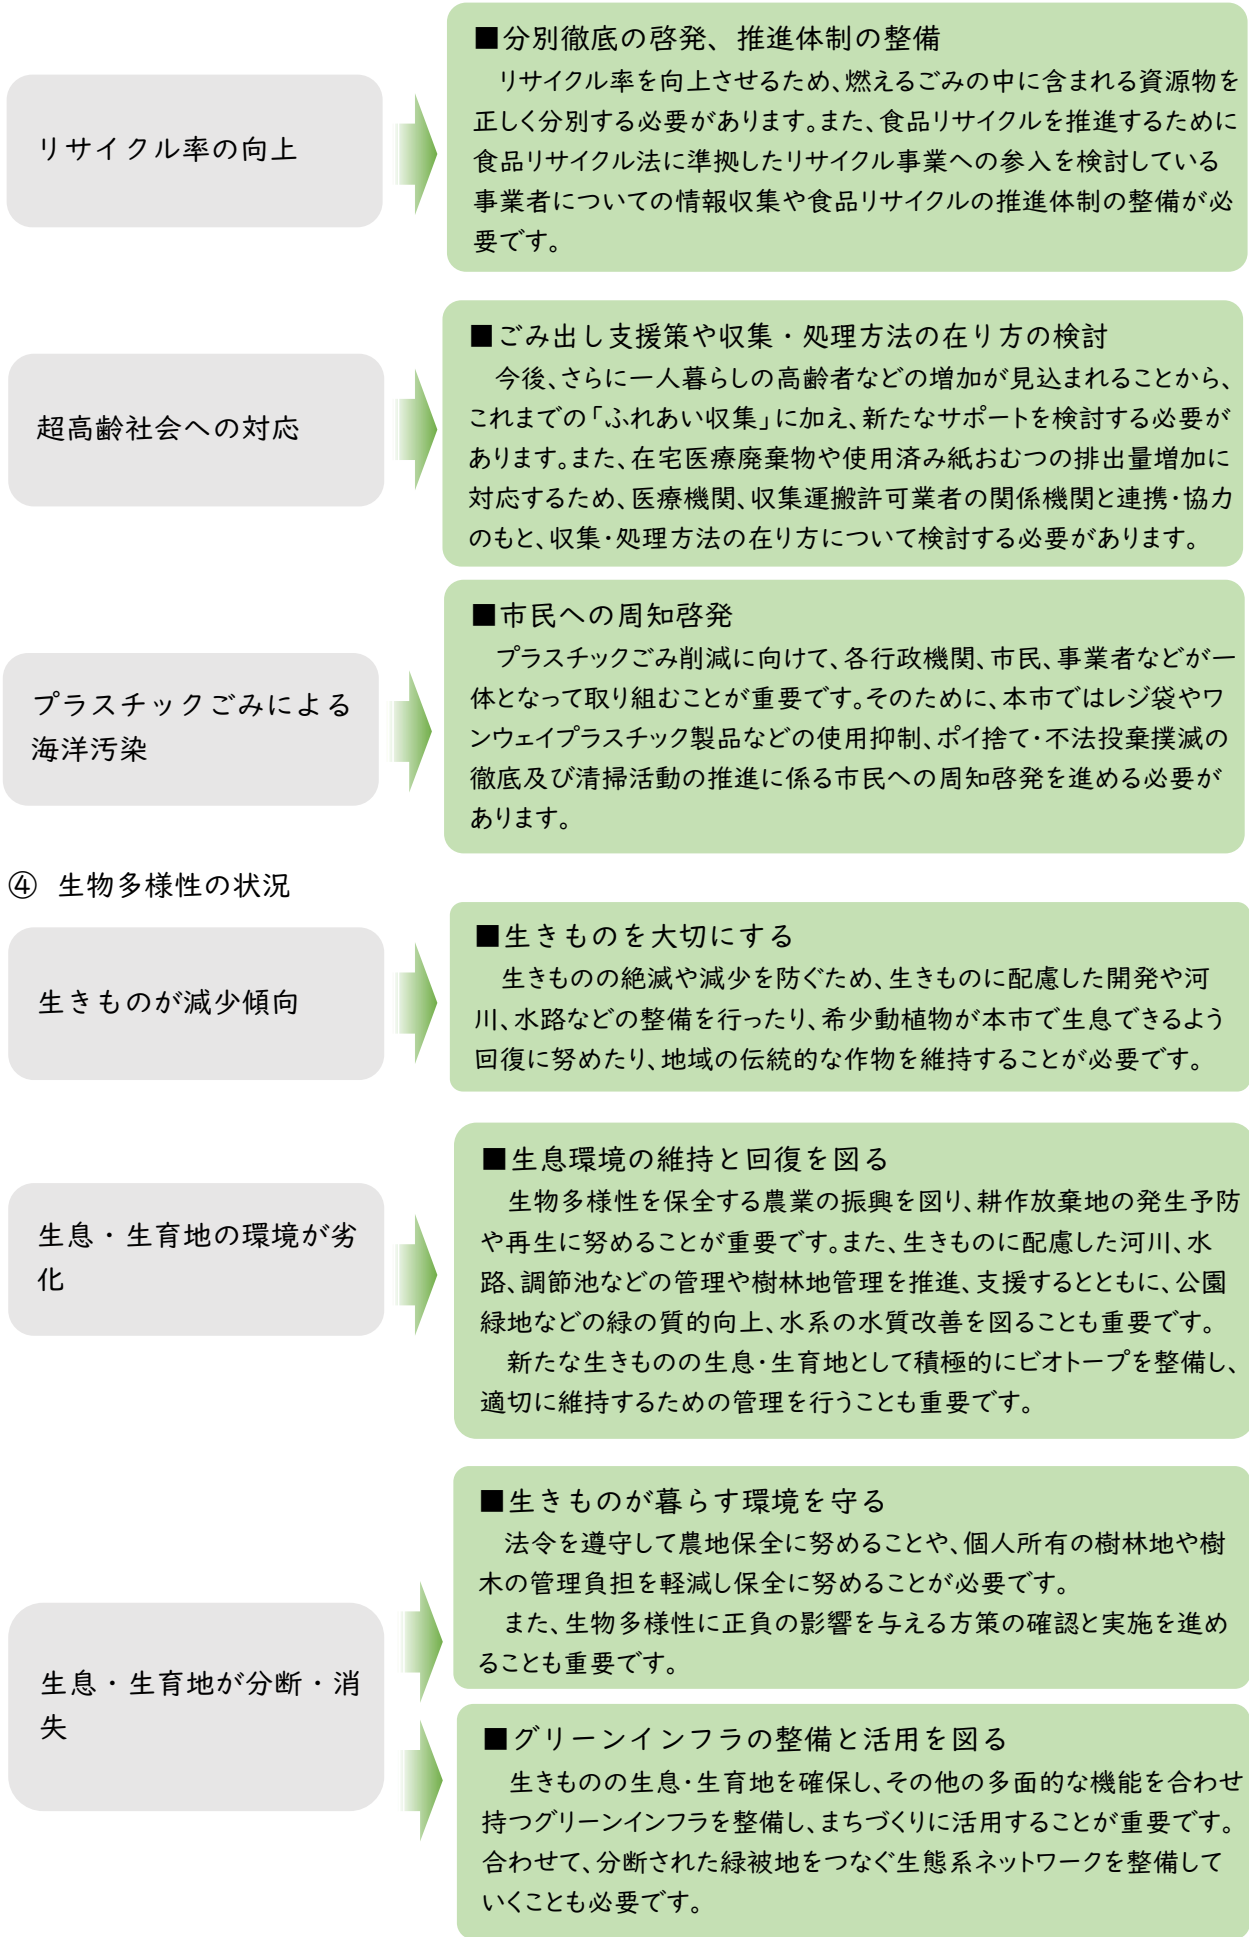 リサイクル率の向上
■分別徹底の啓発、推進体制の整備
リサイクル率を向上させるため、燃えるごみの中に含まれる資源物を
正しく分別する必要があります。また、食品リサイクルを推進するために
食品リサイクル法に準拠したリサイクル事業への参入を検討している
事業者についての情報収集や食品リサイクルの推進体制の整備が必
要です。
超高齢社会への対応
■ごみ出し支援策や収集・処理方法の在り方の検討
今後、さらに一人暮らしの高齢者などの増加が見込まれることから、
これまでの「ふれあい収集」に加え、新たなサポートを検討する必要が
あります。また、在宅医療廃棄物や使用済み紙おむつの排出量増加に
対応するため、医療機関、収集運搬許可業者の関係機関と連携・協力
のもと、収集・処理方法の在り方について検討する必要があります。
プラスチックごみによる
海洋汚染
■市民への周知啓発
プラスチックごみ削減に向けて、各行政機関、市民、事業者などが一
体となって取り組むことが重要です。そのために、本市ではレジ袋やワ
ンウェイプラスチック製品などの使用抑制、ポイ捨て・不法投棄撲滅の
徹底及び清掃活動の推進に係る市民への周知啓発を進める必要が
あります。
④ 生物多様性の状況
生きものが減少傾向
■生きものを大切にする
生きものの絶滅や減少を防ぐため、生きものに配慮した開発や河
川、水路などの整備を行ったり、希少動植物が本市で生息できるよう
回復に努めたり、地域の伝統的な作物を維持することが必要です。
生息・生育地の環境が劣
化
■生息環境の維持と回復を図る
生物多様性を保全する農業の振興を図り、耕作放棄地の発生予防
や再生に努めることが重要です。また、生きものに配慮した河川、水
路、調節池などの管理や樹林地管理を推進、支援するとともに、公園
緑地などの緑の質的向上、水系の水質改善を図ることも重要です。
新たな生きものの生息・生育地として積極的にビオトープを整備し、
適切に維持するための管理を行うことも重要です。
生息・生育地が分断・消
失
■生きものが暮らす環境を守る
法令を遵守して農地保全に努めることや、個人所有の樹林地や樹
木の管理負担を軽減し保全に努めることが必要です。
また、生物多様性に正負の影響を与える方策の確認と実施を進め
ることも重要です。
■グリーンインフラの整備と活用を図る
生きものの生息・生育地を確保し、その他の多面的な機能を合わせ
持つグリーンインフラを整備し、まちづくりに活用することが重要です。
合わせて、分断された緑被地をつなぐ生態系ネットワークを整備して
いくことも必要です。